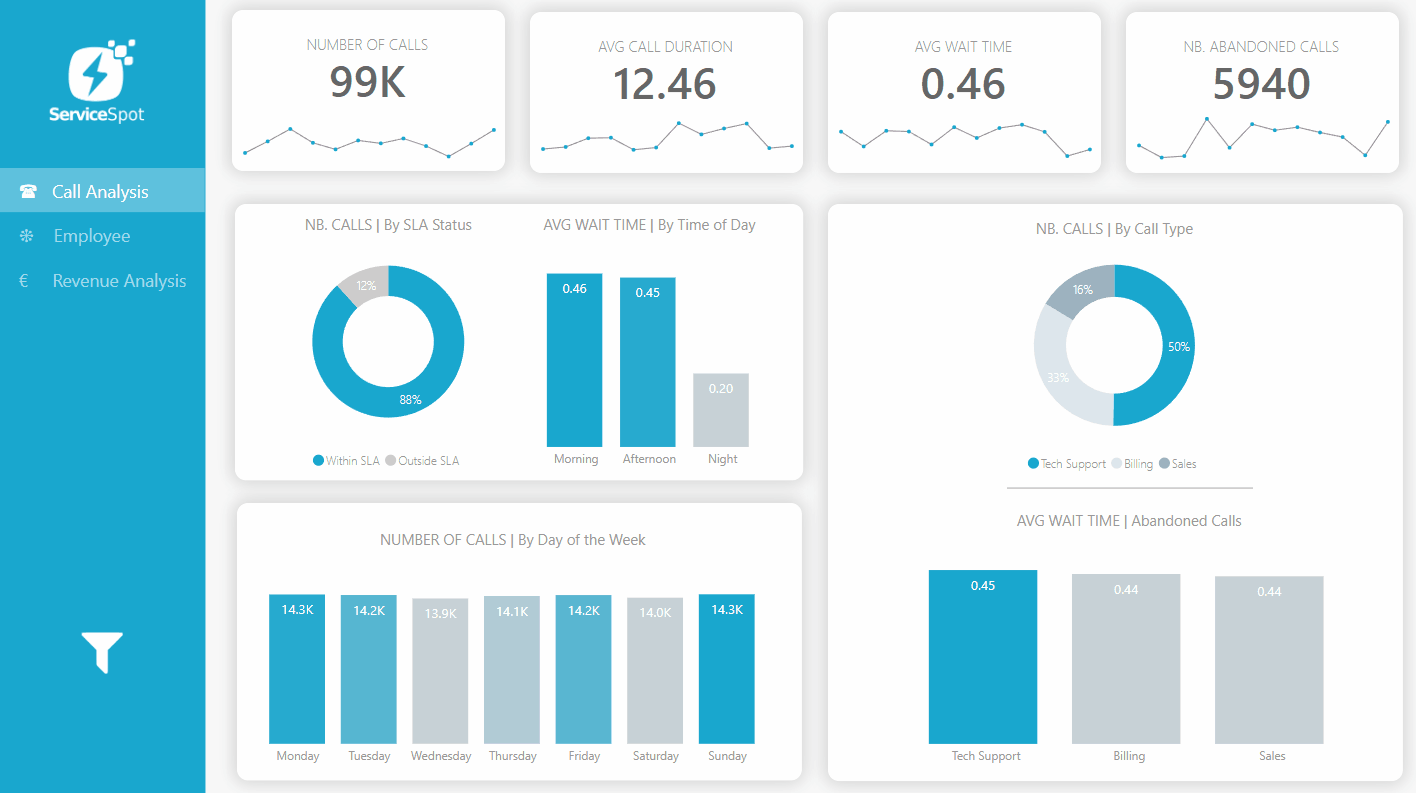 ServiceSpot
Call Analysis
Employee
€ Revenue Analysis
NUMBER OF CALLS
99K
AVG CALL DURATION
12.46
AVG WAIT TIME
0.46
NB. ABANDONED CALLS
5940
NB. CALLS | By SLA Status
12%
88%
Within SLA Outside SLA
AVG WAIT TIME | By Time of Day
0.46 0.45 0.20
Morning Afternoon Night
NB. CALLS | By Call Type
16%
50%
33%
Tech Support Billing Sales
NUMBER OF CALLS | By Day of the Week
14.3K 14.2K 13.9K 14.1K 14.2K 14.0K 14.3K
Monday Tuesday Wednesday Thursday Friday Saturday Sunday
AVG WAIT TIME | Abandoned Calls
0.45 0.44 0.44
Tech Support Billing Sales